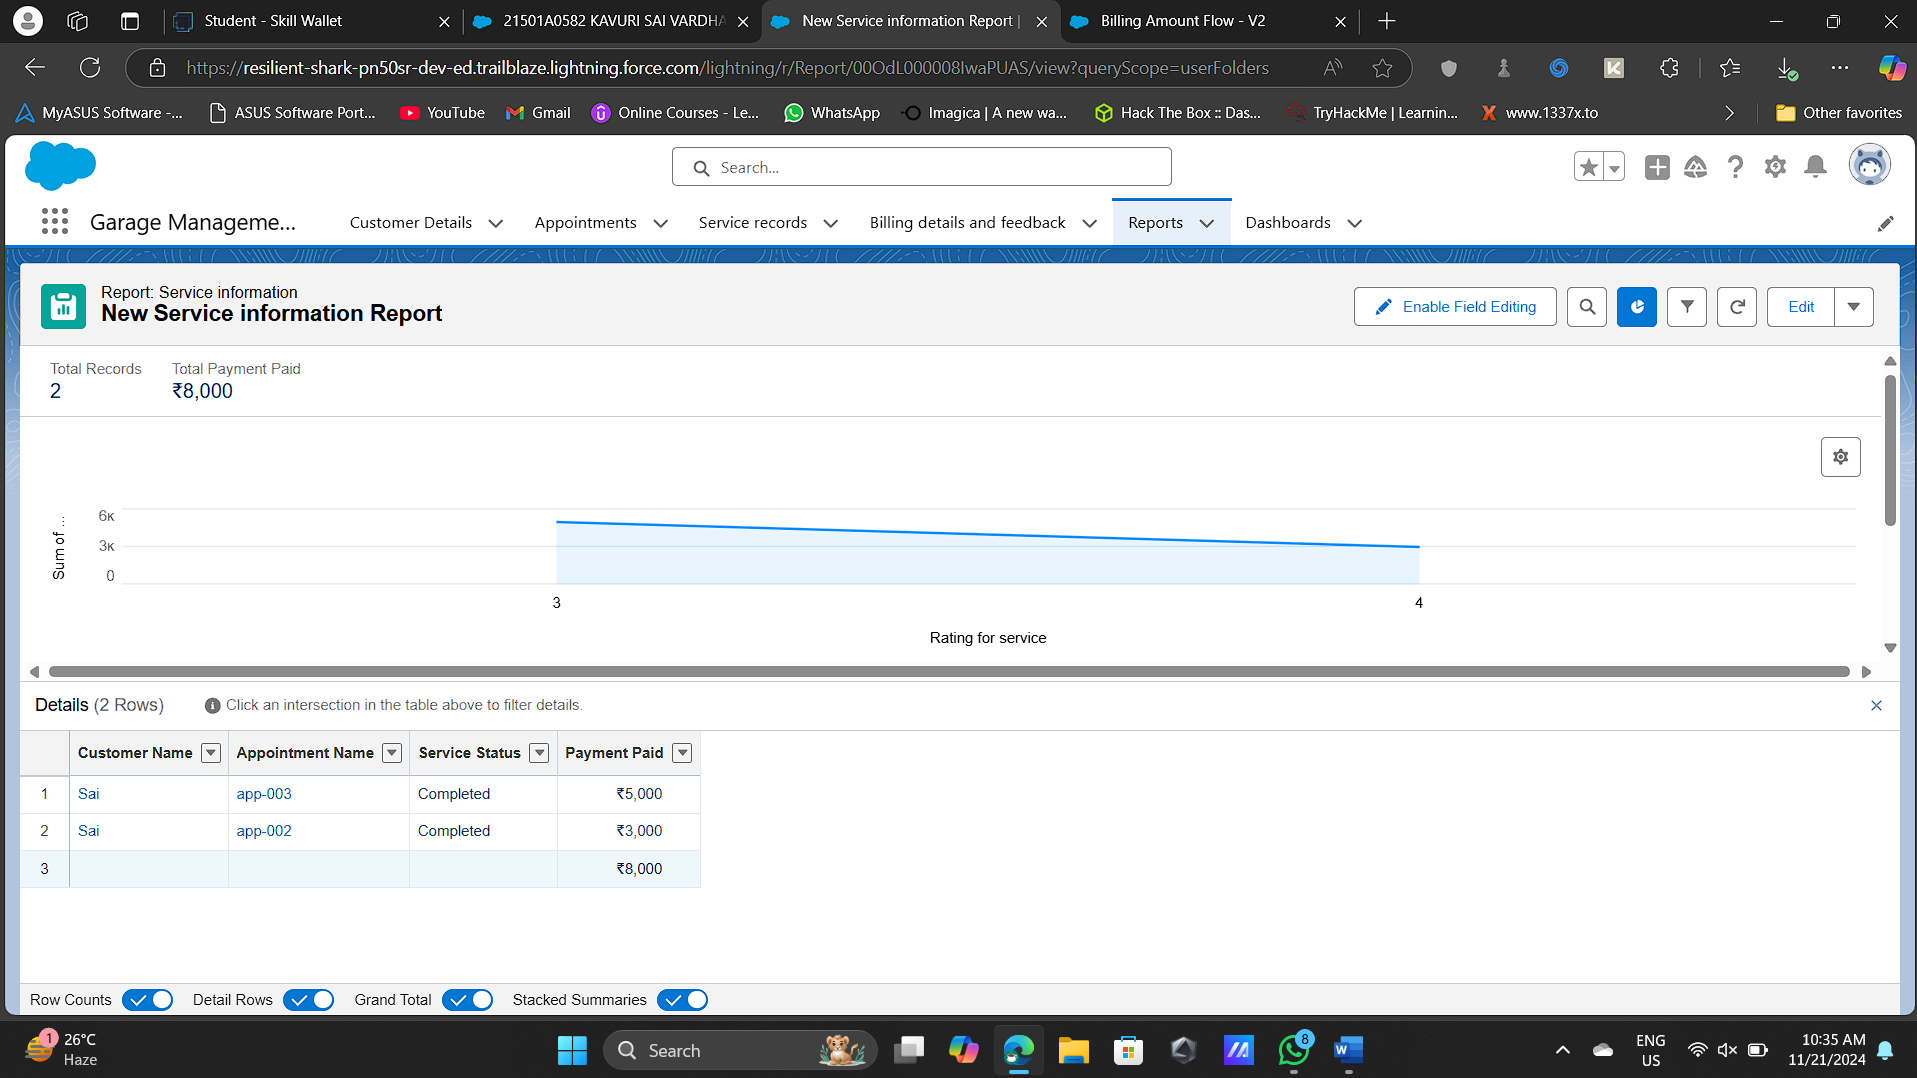 Student - Skill Wallet
21501A0582 KAVURI SAI VARDHA
New Service information Report |
Billing Amount Flow - V2
https://resilient-shark-pn50sr-dev-ed.trailblaze.lightning.force.com/lightning/r/Report/00OdL000008IwaPUAS/view?queryScope=userFolders
MyASUS Software -...
ASUS Software Port...
YouTube
Gmail
Online Courses - Le...
WhatsApp
Imagica | A new wa...
Hack The Box :: Das...
TryHackMe | Learnin...
www.1337x.to
Other favorites
Search...
Garage Manageme...
Customer Details
Appointments
Service records
Billing details and feedback
Reports
Dashboards
Report: Service information
New Service information Report
Enable Field Editing
Edit
Total Records
2
Total Payment Paid
₹8,000
Sum of ...
6K
3K
0
3
4
Rating for service
Details (2 Rows)
Click an intersection in the table above to filter details.
Customer Name Appointment Name Service Status Payment Paid
1 Sai app-003 Completed ₹5,000
2 Sai app-002 Completed ₹3,000
3 ₹8,000
Row Counts
Detail Rows
Grand Total
Stacked Summaries
1
26°C
Haze
Search
8
ENG
US
10:35 AM
11/21/2024